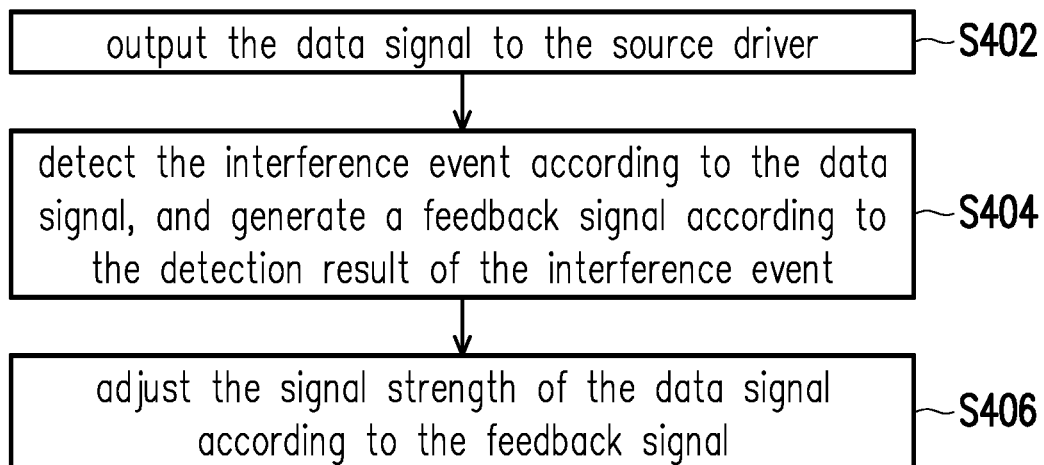 output the data signal to the source driver
S402
detect the interference event according to the data
signal, and generate a feedback signal according to
the detection result of the interference event
S404
adjust the signal strength of the data signal
according to the feedback signal
S406